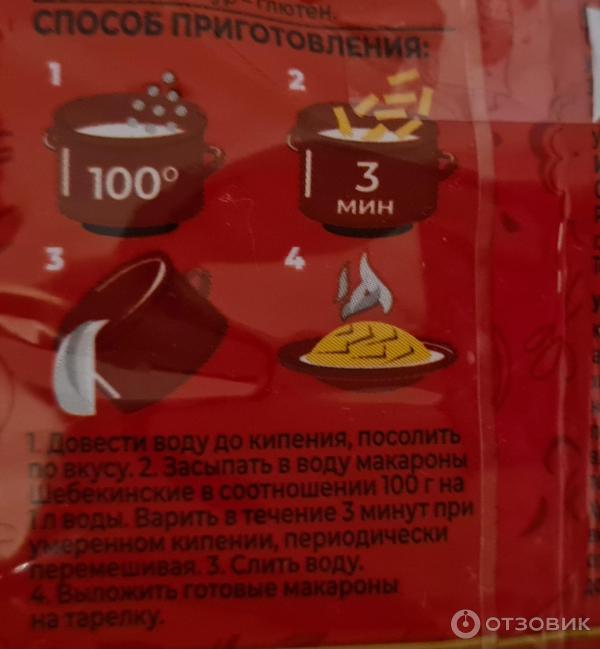 глютен.
СПОСОБ ПРИГОТОВЛЕНИЯ:
1
2
100°
3
МИН
3
4
1. Довести воду до кипения, посолить
по вкусу. 2. Засыпать в воду макароны
Шебекинские в соотношении 100 г на
1 л воды. Варить в течение 3 минут при
умеренном кипении, периодически
перемешивая. 3. Слить воду.
4. Выложить готовые макароны
на тарелку.
ОТЗОВИК